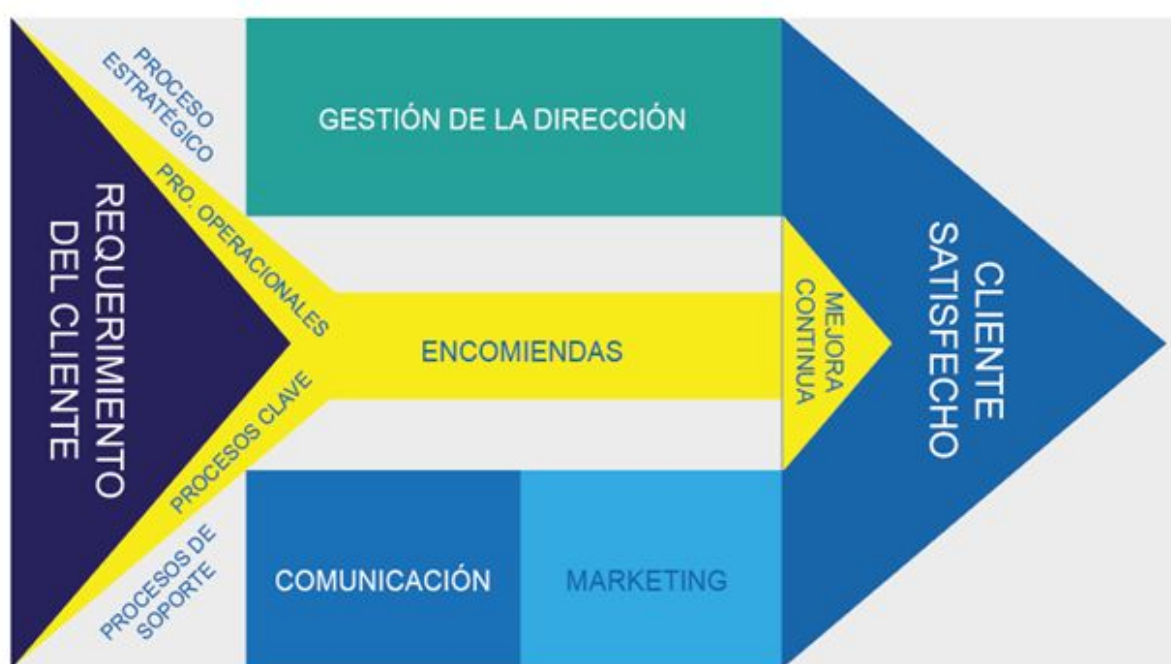 PROCESO
ESTRATÉGICO
GESTIÓN DE LA DIRECCIÓN
PRO. OPERACIONALES
REQUERIMIENTO
DEL CLIENTE
ENCOMIENDAS
MEJORA
CONTINUA
CLIENTE
SATISFECHO
PROCESOS CLAVE
PROCESOS DE
SOPORTE
COMUNICACIÓN
MARKETING